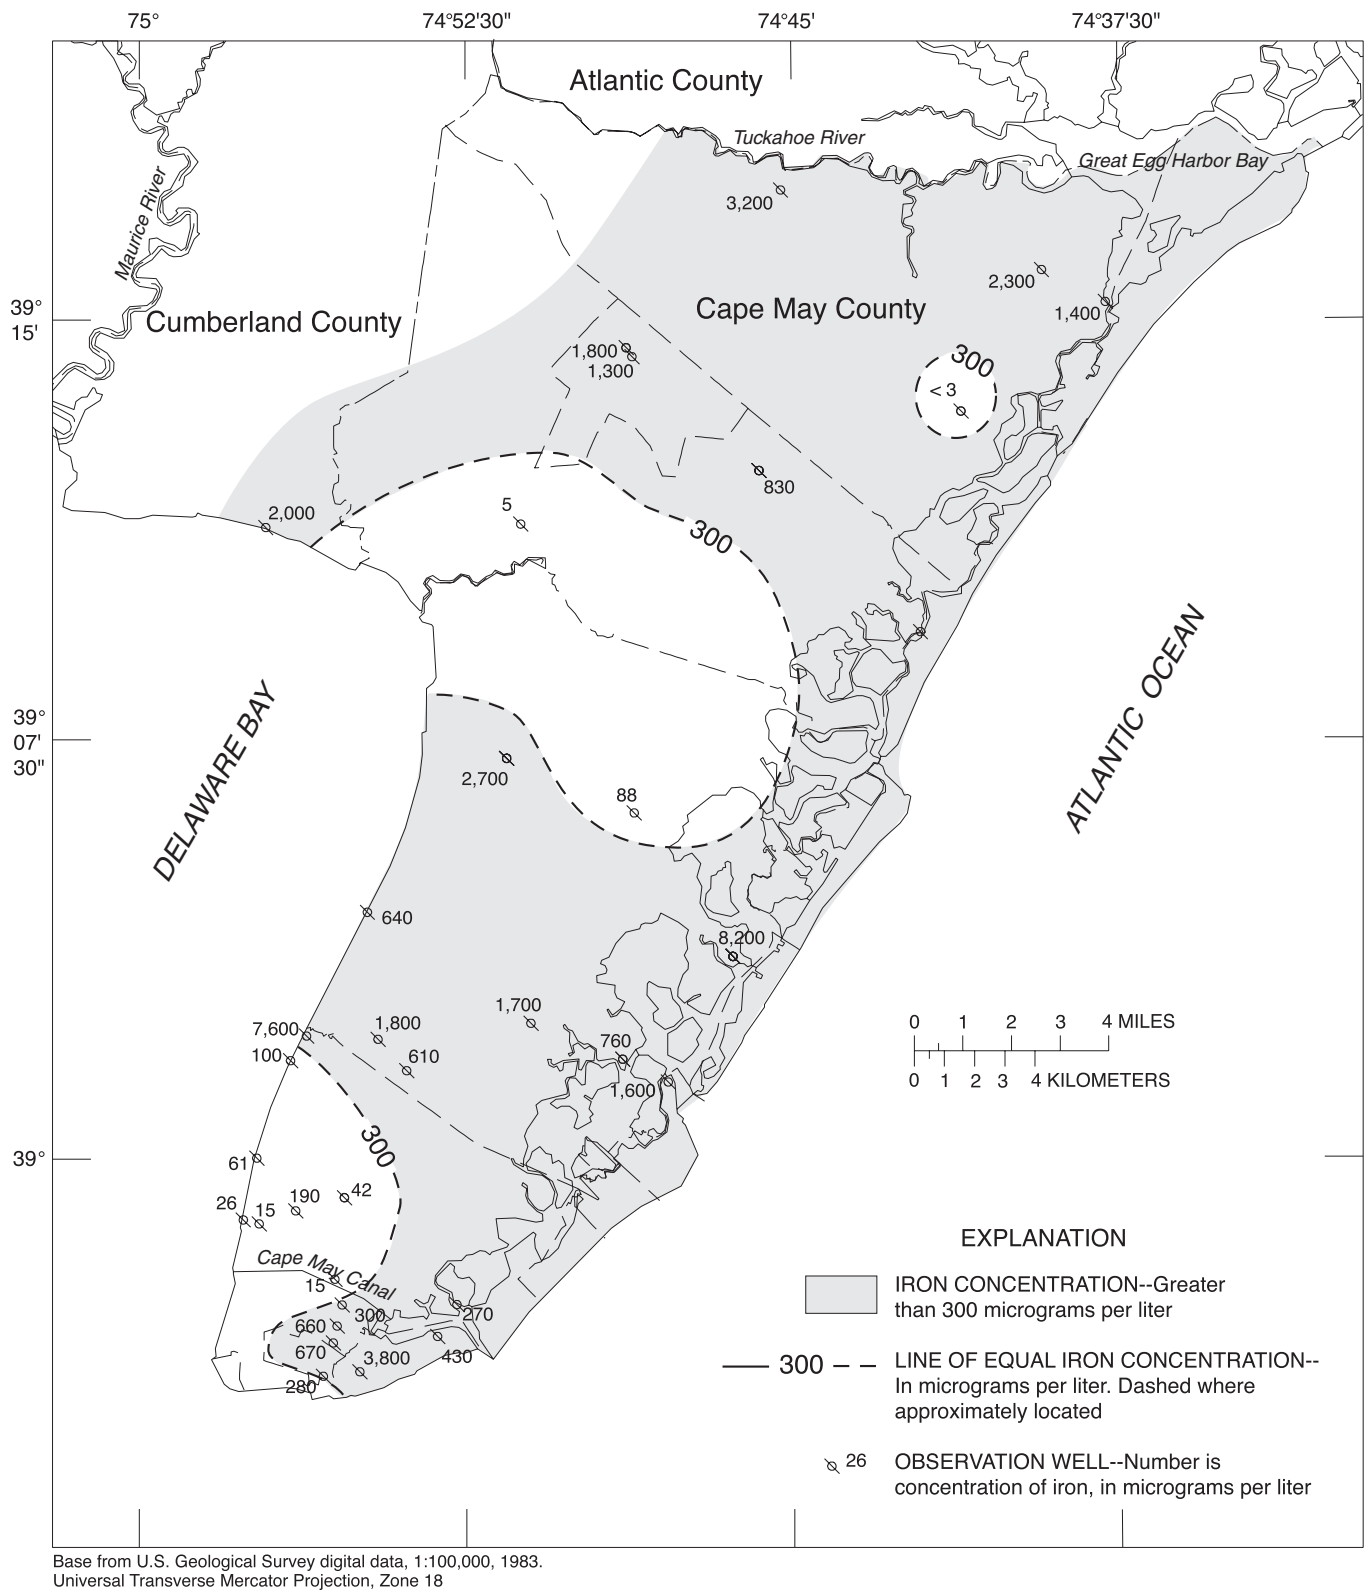 75°
74°52'30"
74°45'
74°37'30"
Atlantic County
Tuckahoe River
Great Egg Harbor Bay
Maurice River
3,200
2,300
39°
15'
Cumberland County
Cape May County
1,400
1,800
1,300
300
< 3
830
2,000
5
300
ATLANTIC OCEAN
DELAWARE BAY
39°
07'
30"
2,700
88
640
8,200
1,700
7,600
1,800
100
610
760
1,600
0 1 2 3 4 MILES
0 1 2 3 4 KILOMETERS
300
39°
61
26
15
190
42
Cape May Canal
15
300
270
660
670
3,800
430
280
EXPLANATION
IRON CONCENTRATION--Greater
than 300 micrograms per liter
300
LINE OF EQUAL IRON CONCENTRATION--
In micrograms per liter. Dashed where
approximately located
26
OBSERVATION WELL--Number is
concentration of iron, in micrograms per liter
Base from U.S. Geological Survey digital data, 1:100,000, 1983.
Universal Transverse Mercator Projection, Zone 18